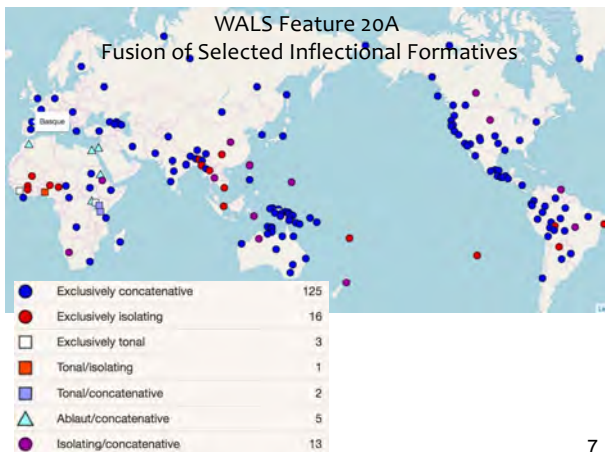 WALS Feature 20A
Fusion of Selected Inflectional Formatives
Basque
Exclusively concatenative 125
Exclusively isolating 16
Exclusively tonal 3
Tonal/isolating 1
Tonal/concatenative 2
Ablaut/concatenative 5
Isolating/concatenative 13
7